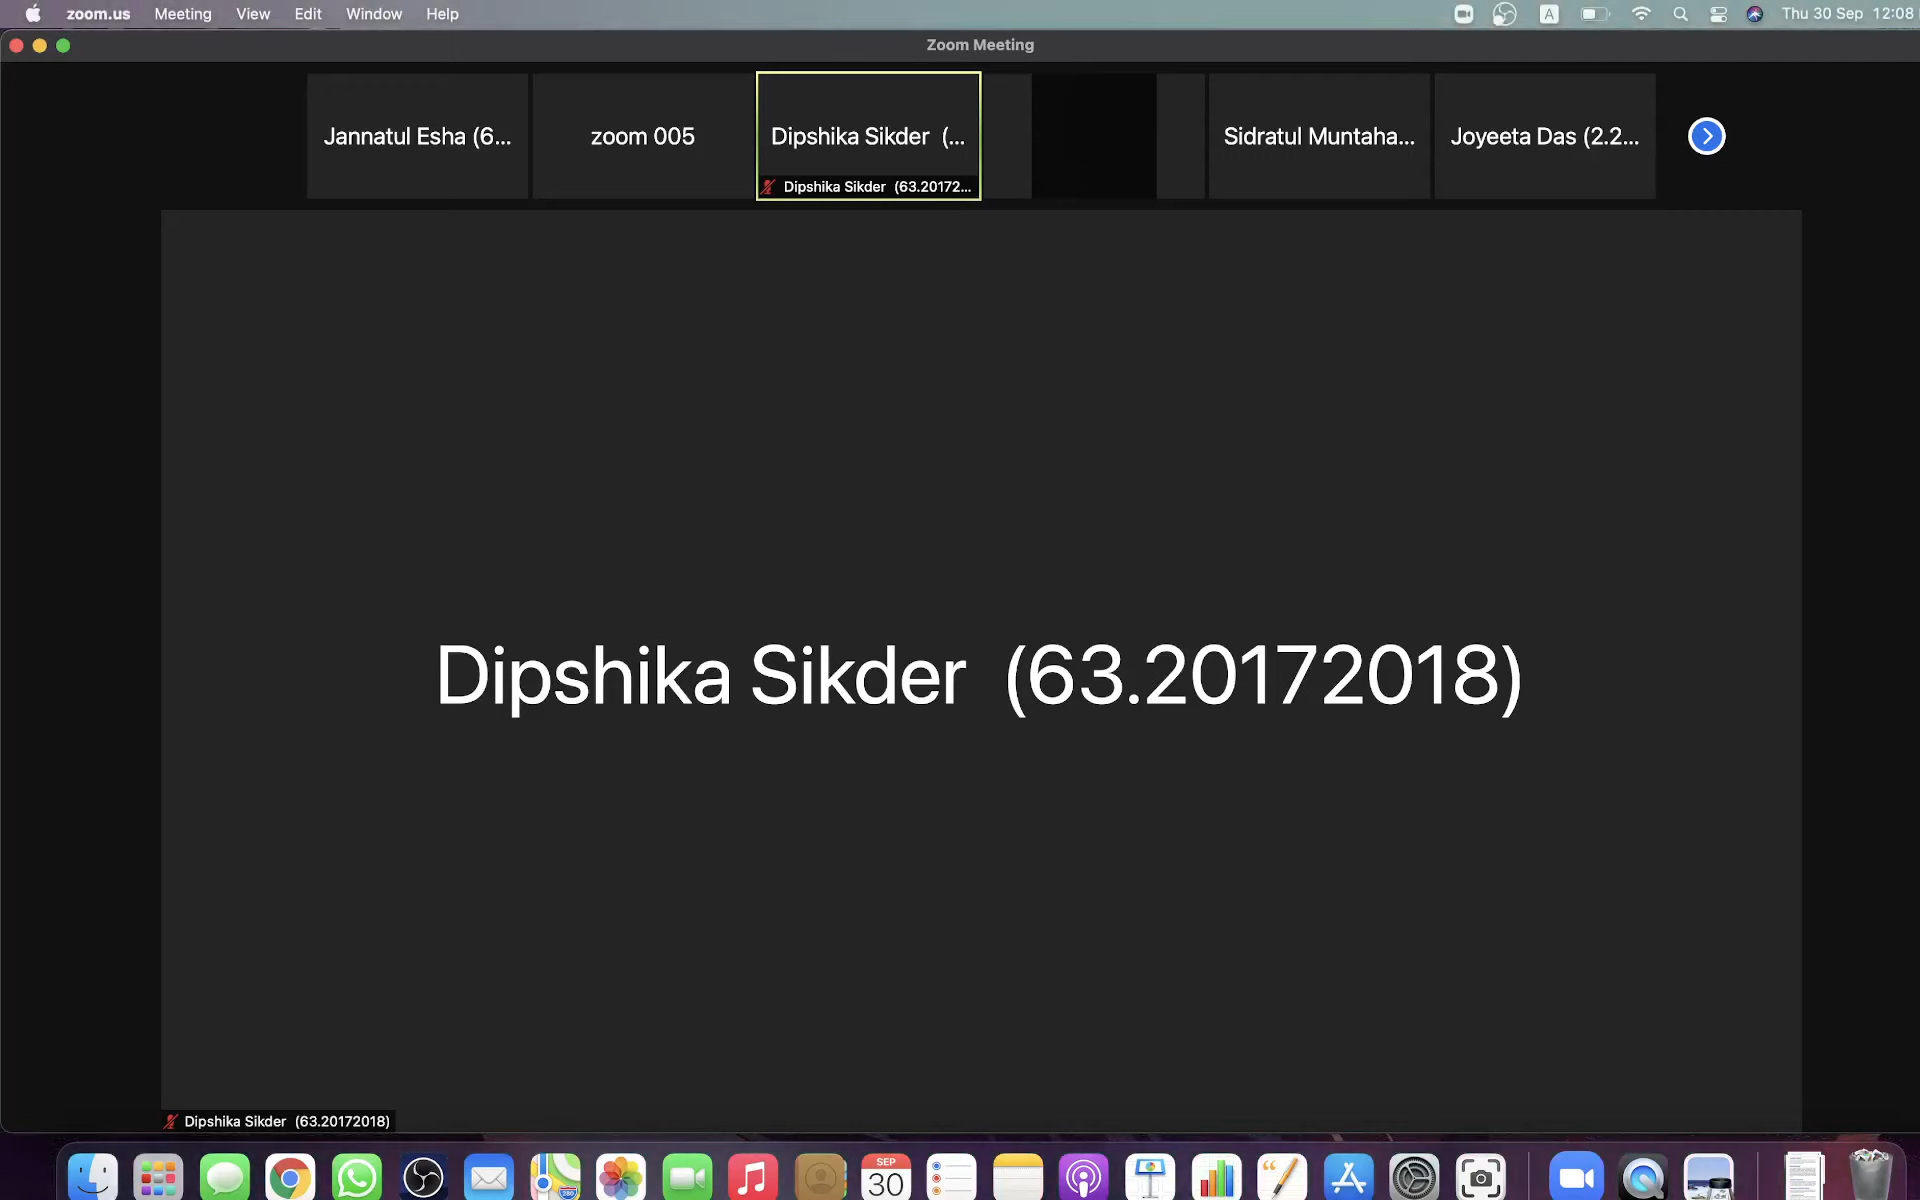 zoom.us Meeting View Edit Window Help A Thu 30 Sep 12:08
Zoom Meeting
Jannatul Esha (6... zoom 005 Dipshika Sikder (... Sidratul Muntaha... Joyeeta Das (2.2...
Dipshika Sikder (63.20172...
Dipshika Sikder (63.20172018)
Dipshika Sikder (63.20172018)
SEP
30
280